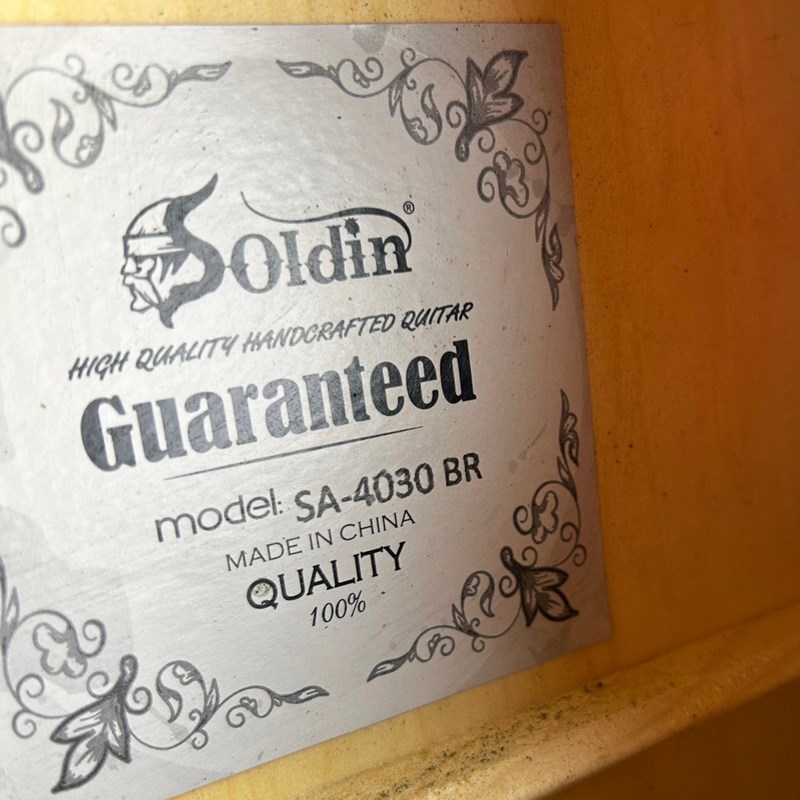 Soldin®
HIGH QUALITY HANDCRAFTED QUITAR
Guaranteed
model: SA-4030 BR
MADE IN CHINA
QUALITY
100%